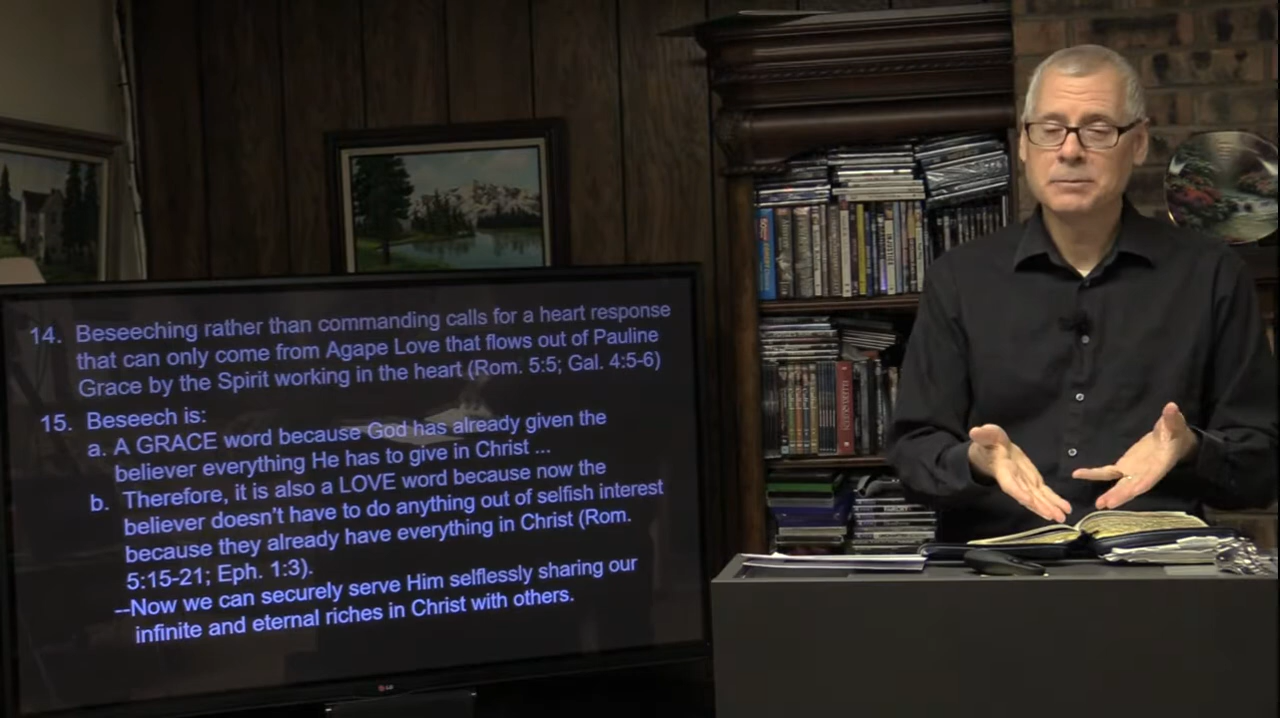 14. Beseeching rather than commanding calls for a heart response
that can only come from Agape Love that flows out of Pauline
Grace by the Spirit working in the heart (Rom. 5:5; Gal. 4:5-6)
15. Beseech is:
a. A GRACE word because God has already given the
believer everything He has to give in Christ ...
b. Therefore, it is also a LOVE word because now the
believer doesn't have to do anything out of selfish interest
because they already have everything in Christ (Rom.
5:15-21; Eph. 1:3).
--Now we can securely serve Him selflessly sharing our
infinite and eternal riches in Christ with others.
LG